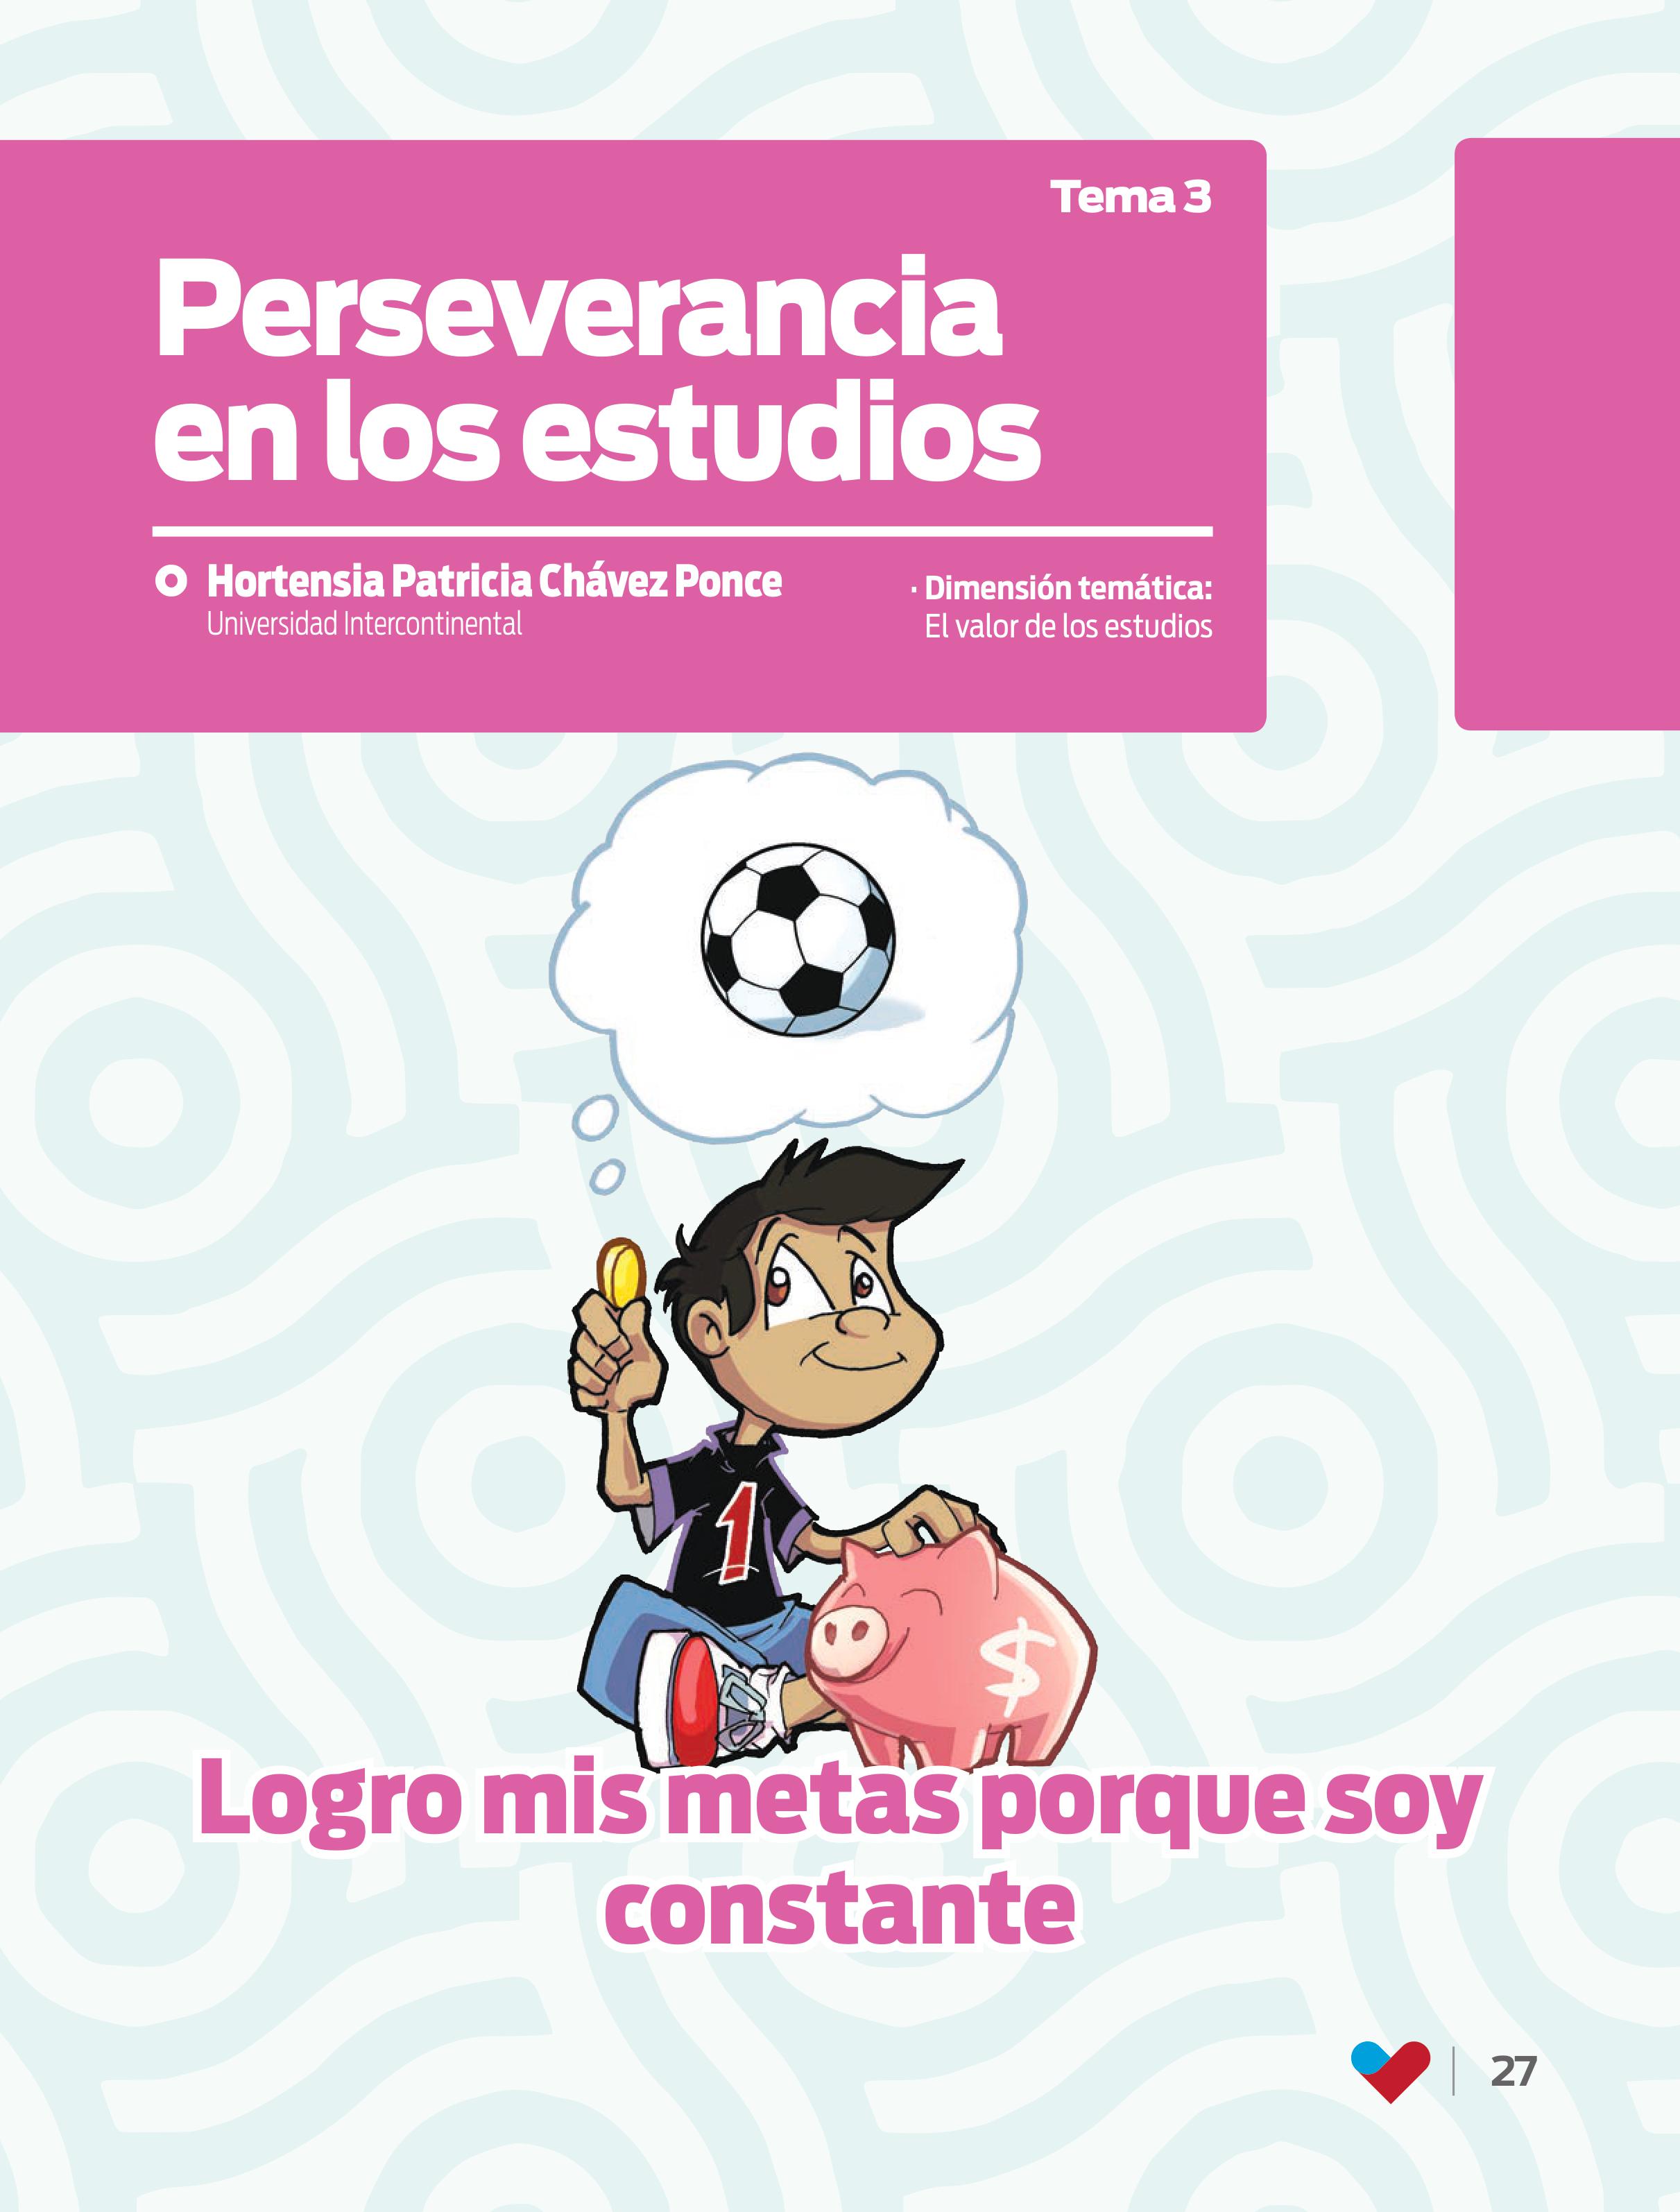 Tema 3
Perseverancia
en los estudios
Hortensia Patricia Chávez Ponce
Universidad Intercontinental
· Dimensión temática:
El valor de los estudios
1
$
Logro mis metas porque soy
constante
27